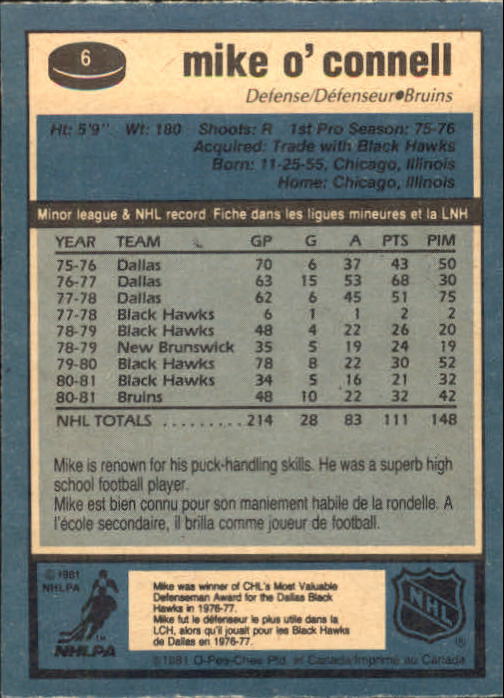 6
mike o' connell
Defense/Défenseur●Bruins
Ht: 5'9" Wt: 180 Shoots: R 1st Pro Season: 75-76
Acquired: Trade with Black Hawks
Born: 11-25-55, Chicago, Illinois
Home: Chicago, Illinois
Minor league & NHL record Fiche dans les ligues mineures et la LNH
YEAR TEAM GP G A PTS PIM
75-76 Dallas 70 6 37 43 50
76-77 Dallas 63 15 53 68 30
77-78 Dallas 62 6 45 51 75
77-78 Black Hawks 6 1 1 2 2
78-79 Black Hawks 48 4 22 26 20
78-79 New Brunswick 35 5 19 24 19
79-80 Black Hawks 78 8 22 30 52
80-81 Black Hawks 34 5 16 21 32
80-81 Bruins 48 10 22 32 42
NHL TOTALS ......... 214 28 83 111 148
Mike is renown for his puck-handling skills. He was a superb high
school football player.
Mike est bien connu pour son maniement habile de la rondelle. A
l'école secondaire, il brilla comme joueur de football.
© 1981
NHLPA
NHLPA
Mike was winner of CHL's Most Valuable
Defenseman Award for the Dallas Black
Hawks in 1976-77.
Mike fut le défenseur le plus utile dans la
LCH, alors qu'il jouait pour les Black Hawks
de Dallas en 1976-77.
NHL
®
© 1981 O-Pee-Chee Ptd. in Canada/Imprimé au Canada